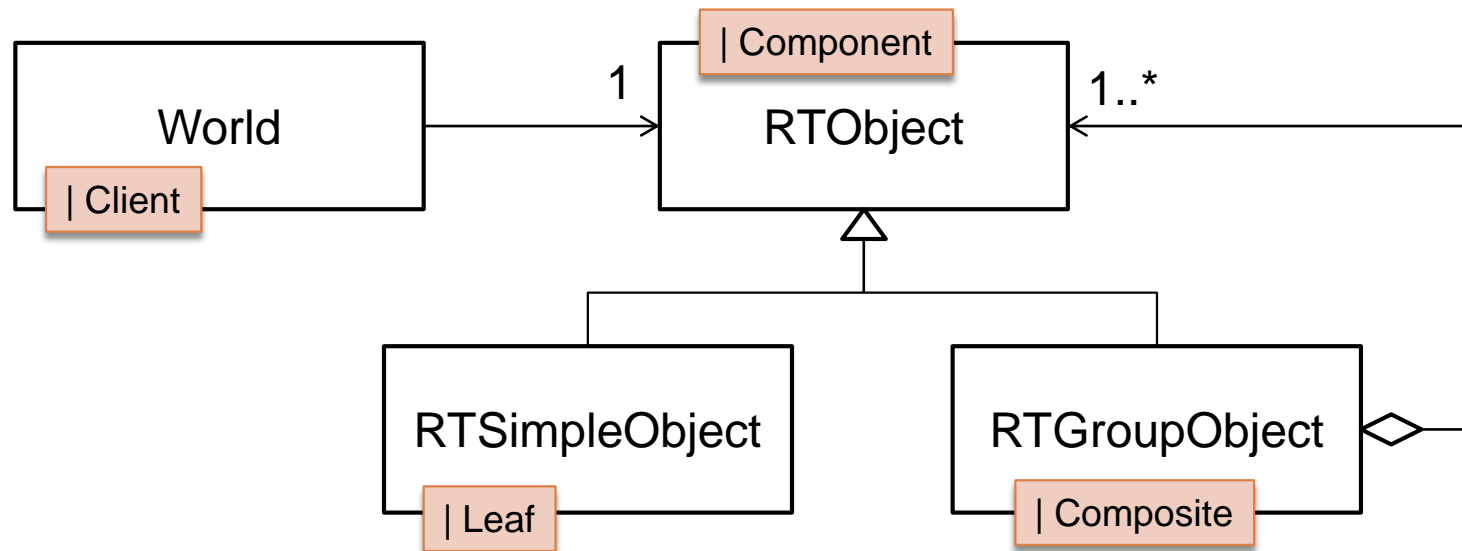 | Component
1
1..*
World
RTObject
| Client
RTSimpleObject
RTGroupObject
| Leaf
| Composite